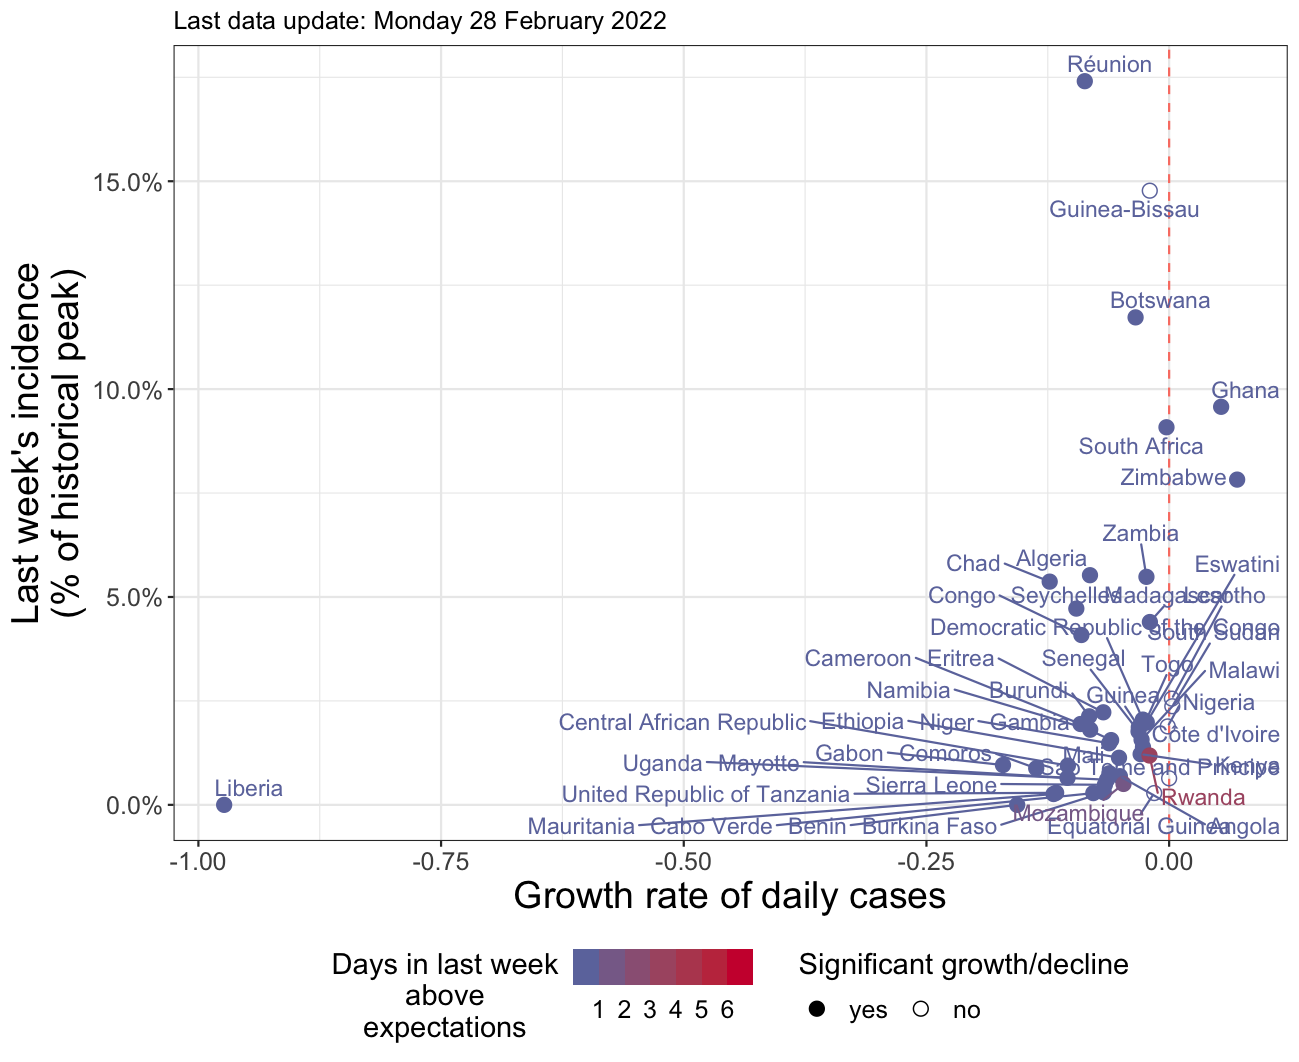 Last data update: Monday 28 February 2022
Last week's incidence
(% of historical peak)
15.0%
10.0%
5.0%
0.0%
Réunion
Guinea-Bissau
Botswana
Ghana
South Africa
Zimbabwe
Zambia
Chad
Algeria
Eswatini
Congo
Seychelles
Madagascar
Lesotho
Democratic Republic of the Congo
South Sudan
Cameroon
Eritrea
Senegal
Togo
Malawi
Namibia
Burundi
Guinea
Nigeria
Central African Republic
Ethiopia
Niger
Gambia
Côte d'Ivoire
Gabon
Comoros
Mali
Uganda
Mayotte
Sao Tome and Principe
Kenya
Liberia
United Republic of Tanzania
Sierra Leone
Rwanda
Mozambique
Mauritania
Cabo Verde
Benin
Burkina Faso
Equatorial Guinea
Angola
-1.00
-0.75
-0.50
-0.25
0.00
Growth rate of daily cases
Days in last week
above
expectations
1 2 3 4 5 6
Significant growth/decline
yes
no